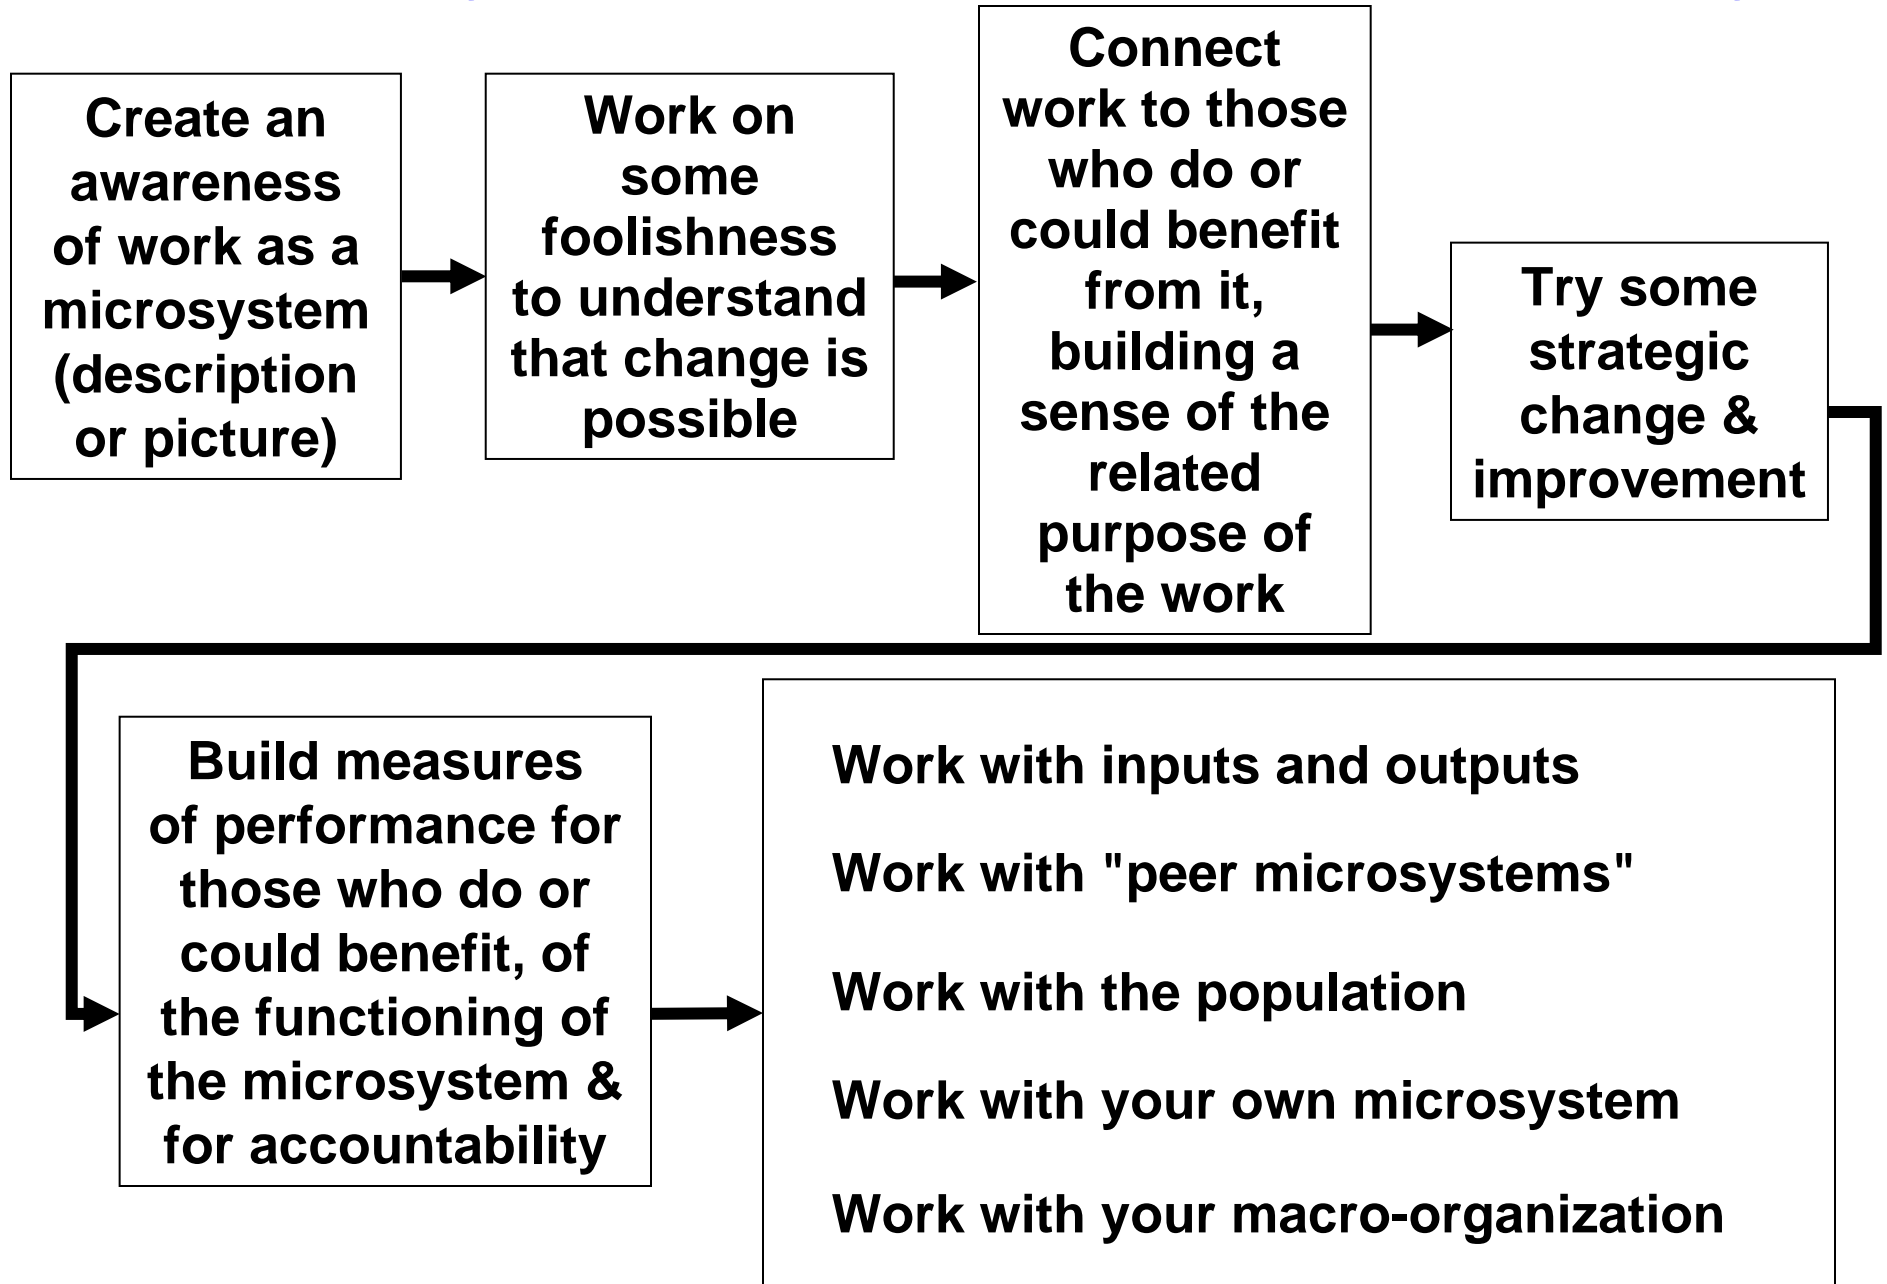 Create an
awareness
of work as a
microsystem
(description
or picture)
Work on
some
foolishness
to understand
that change is
possible
Connect
work to those
who do or
could benefit
from it,
building a
sense of the
related
purpose of
the work
Try some
strategic
change &
improvement
Build measures
of performance for
those who do or
could benefit, of
the functioning of
the microsystem &
for accountability
Work with inputs and outputs
Work with "peer microsystems"
Work with the population
Work with your own microsystem
Work with your macro-organization